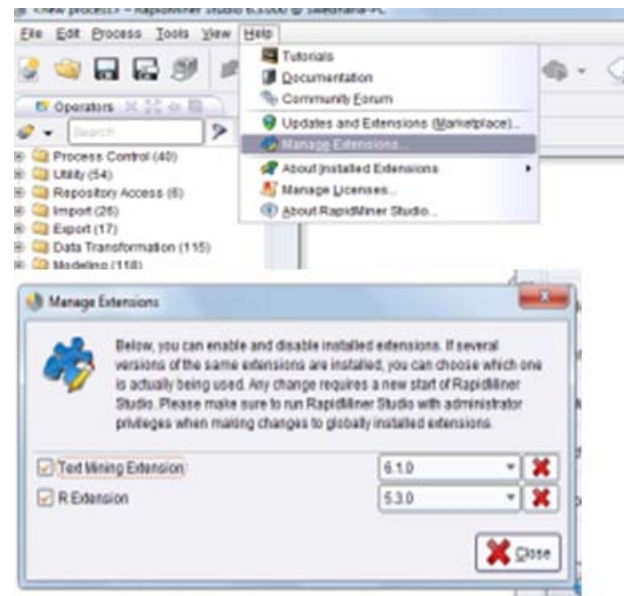 <new process> – RapidMiner Studio 6.3.000 @ Swedhana-PC
File Edit Process Tools View Help
Tutorials
Documentation
Community Forum
Updates and Extensions (Marketplace)...
Manage Extensions...
About Installed Extensions
Manage Licenses...
About RapidMiner Studio...
Operators
Search
Process Control (40)
Utility (54)
Repository Access (6)
Import (26)
Export (17)
Data Transformation (115)
Modeling (118)
Manage Extensions
Below, you can enable and disable installed extensions. If several
versions of the same extensions are installed, you can choose which one
is actually being used. Any change requires a new start of RapidMiner
Studio. Please make sure to run RapidMiner Studio with administrator
privileges when making changes to globally installed extensions.
Text Mining Extension 6.1.0
R Extension 5.3.0
Close